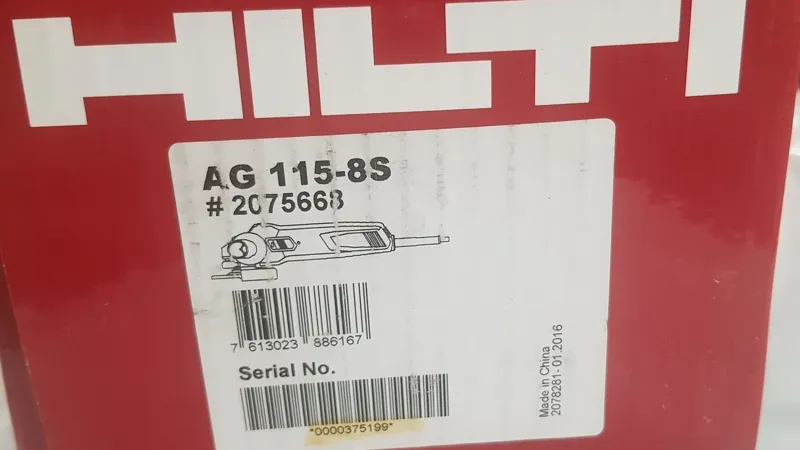 HILTI
AG 115-8S
# 2075668
7 613023 886167
Serial No.
*0000375199*
Made in China
2078281-01.2016